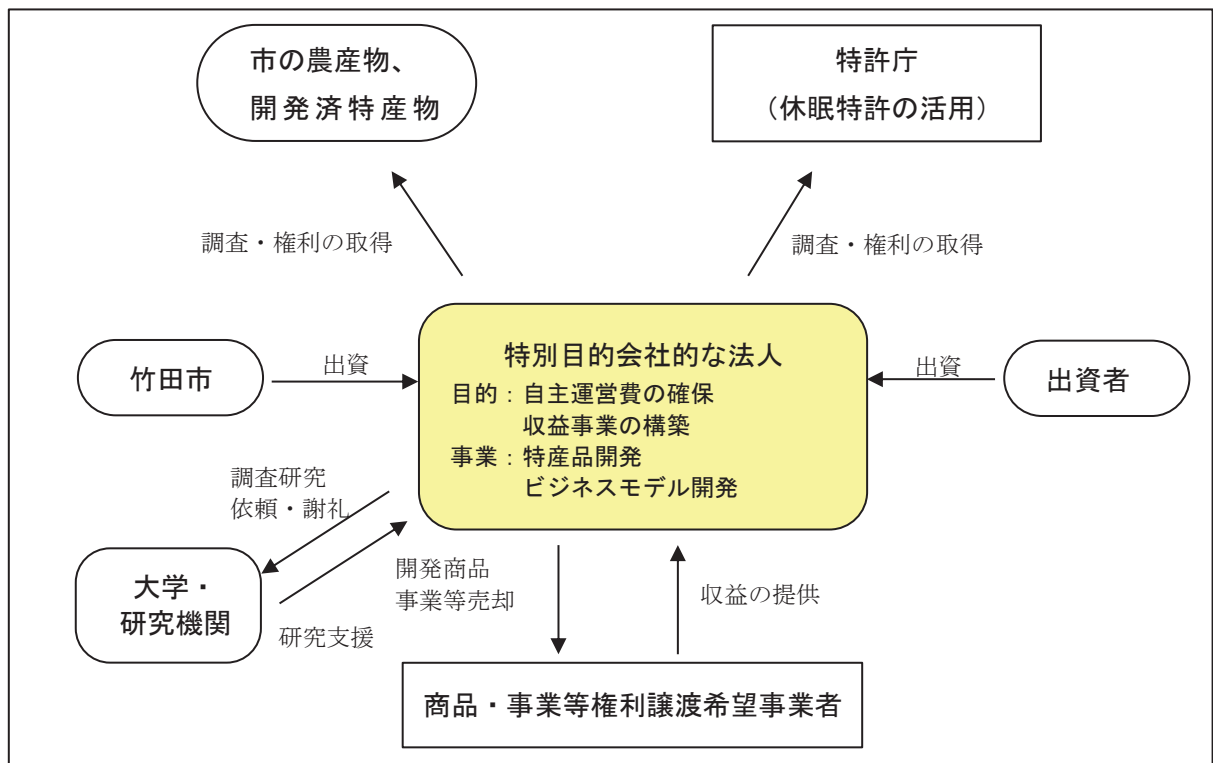 市の農産物、
開発済特産物
特許庁
（休眠特許の活用）
調査・権利の取得
調査・権利の取得
竹田市
出資
特別目的会社的な法人
目的：自主運営費の確保
収益事業の構築
事業：特産品開発
ビジネスモデル開発
出資
出資者
調査研究
依頼・謝礼
大学・
研究機関
研究支援
開発商品
事業等売却
収益の提供
商品・事業等権利譲渡希望事業者